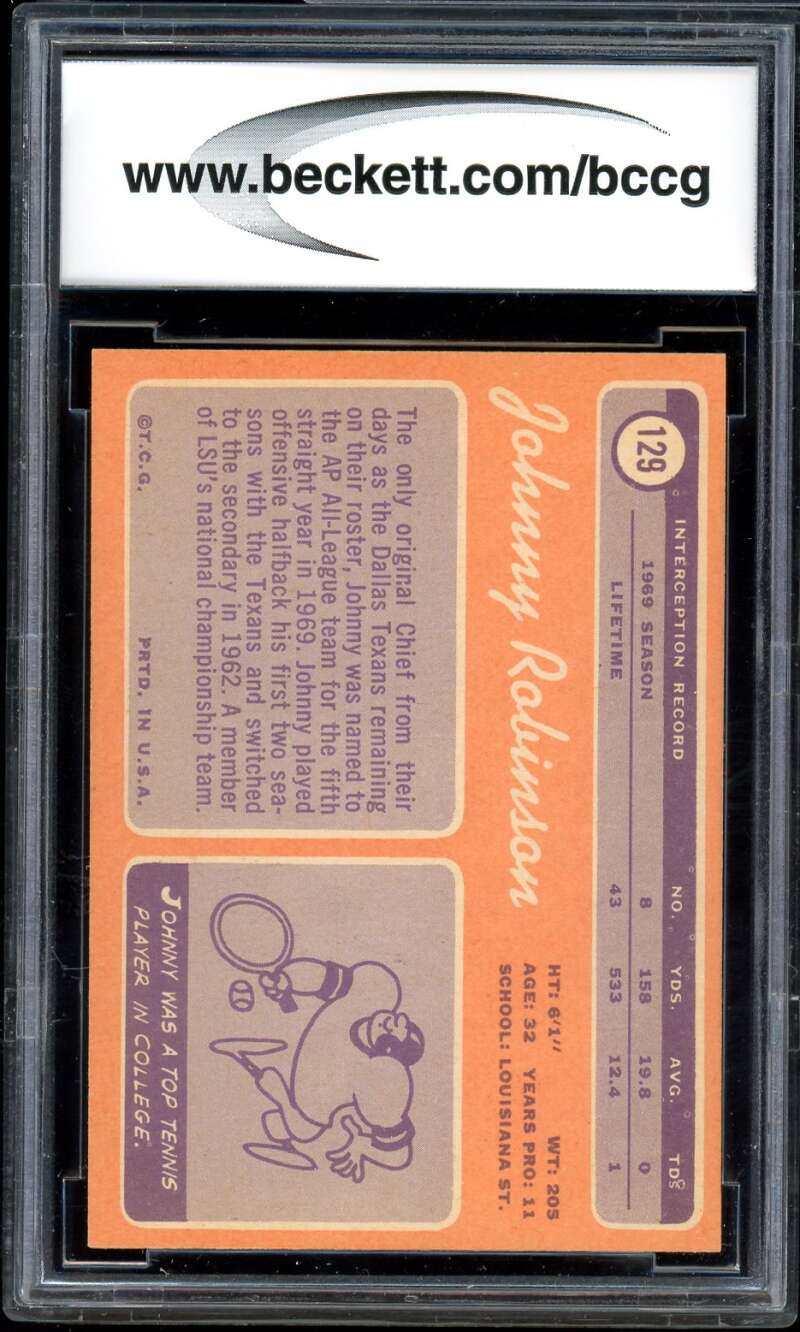 www.beckett.com/bccg
129
INTERCEPTION RECORD NO. YDS. AVG. TDS
1969 SEASON 8 158 19.8 0
LIFETIME 43 533 12.4 1
Johnny Robinson
HT: 6'1" WT: 205
AGE: 32 YEARS PRO: 11
SCHOOL: LOUISIANA ST.
The only original Chief from their
days as the Dallas Texans remaining
on their roster, Johnny was named to
the AP All-League team for the fifth
straight year in 1969. Johnny played
offensive halfback his first two sea-
sons with the Texans and switched
to the secondary in 1962. A member
of LSU's national championship team.
©T.C.G. PRTD. IN U.S.A.
JOHNNY WAS A TOP TENNIS
PLAYER IN COLLEGE.